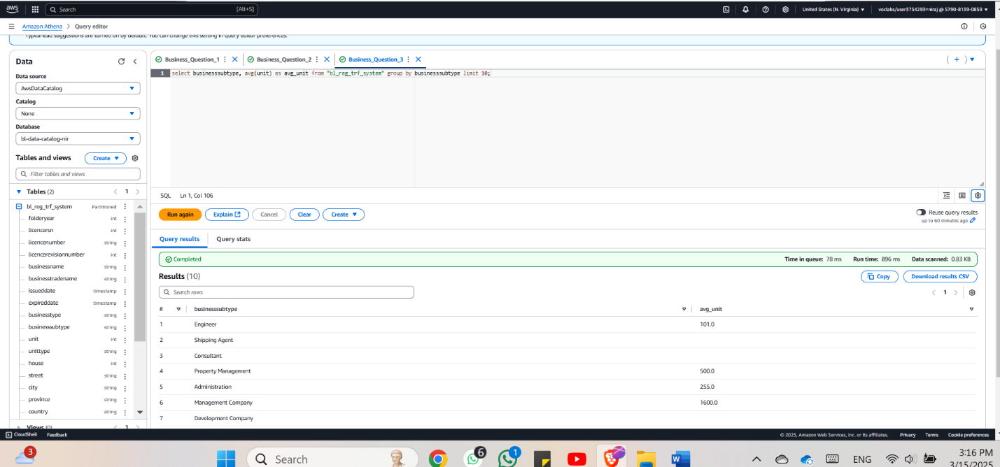 aws
Search [Alt+S]
United States (N. Virginia)
voclabs/user3754293=niraj @ 5790-8139-0859
Amazon Athena > Query editor
Typeahead suggestions are turned on by default. You can change this setting in query editor preferences.
Data
Data source
AwsDataCatalog
Catalog
None
Database
bl-data-catalog-nir
Tables and views
Create
Filter tables and views
Tables (2)
< 1 >
bl_reg_trf_system Partitioned
folderyear int
licencersn int
licencenumber string
licencerevisionnumber int
businessname string
businesstradename string
issueddate timestamp
expireddate timestamp
businesstype string
businesssubtype string
unit int
unittype string
house int
street string
city string
province string
country string
Views (0)
< 1 >
Business_Question_1
Business_Question_2
Business_Question_3
1 select businesssubtype, avg(unit) as avg_unit from "bl_reg_trf_system" group by businesssubtype limit 10;
SQL Ln 1, Col 106
Run again
Explain
Cancel
Clear
Create
Reuse query results
up to 60 minutes ago
Query results
Query stats
Completed
Time in queue: 78 ms
Run time: 896 ms
Data scanned: 0.83 KB
Results (10)
Copy
Download results CSV
Search rows
< 1 >
# businesssubtype avg_unit
1 Engineer 101.0
2 Shipping Agent
3 Consultant
4 Property Management 500.0
5 Administration 255.0
6 Management Company 1600.0
7 Development Company
CloudShell
Feedback
© 2025, Amazon Web Services, Inc. or its affiliates.
Privacy
Terms
Cookie preferences
3
Search
6
1
W
ENG
3:16 PM
3/15/2025